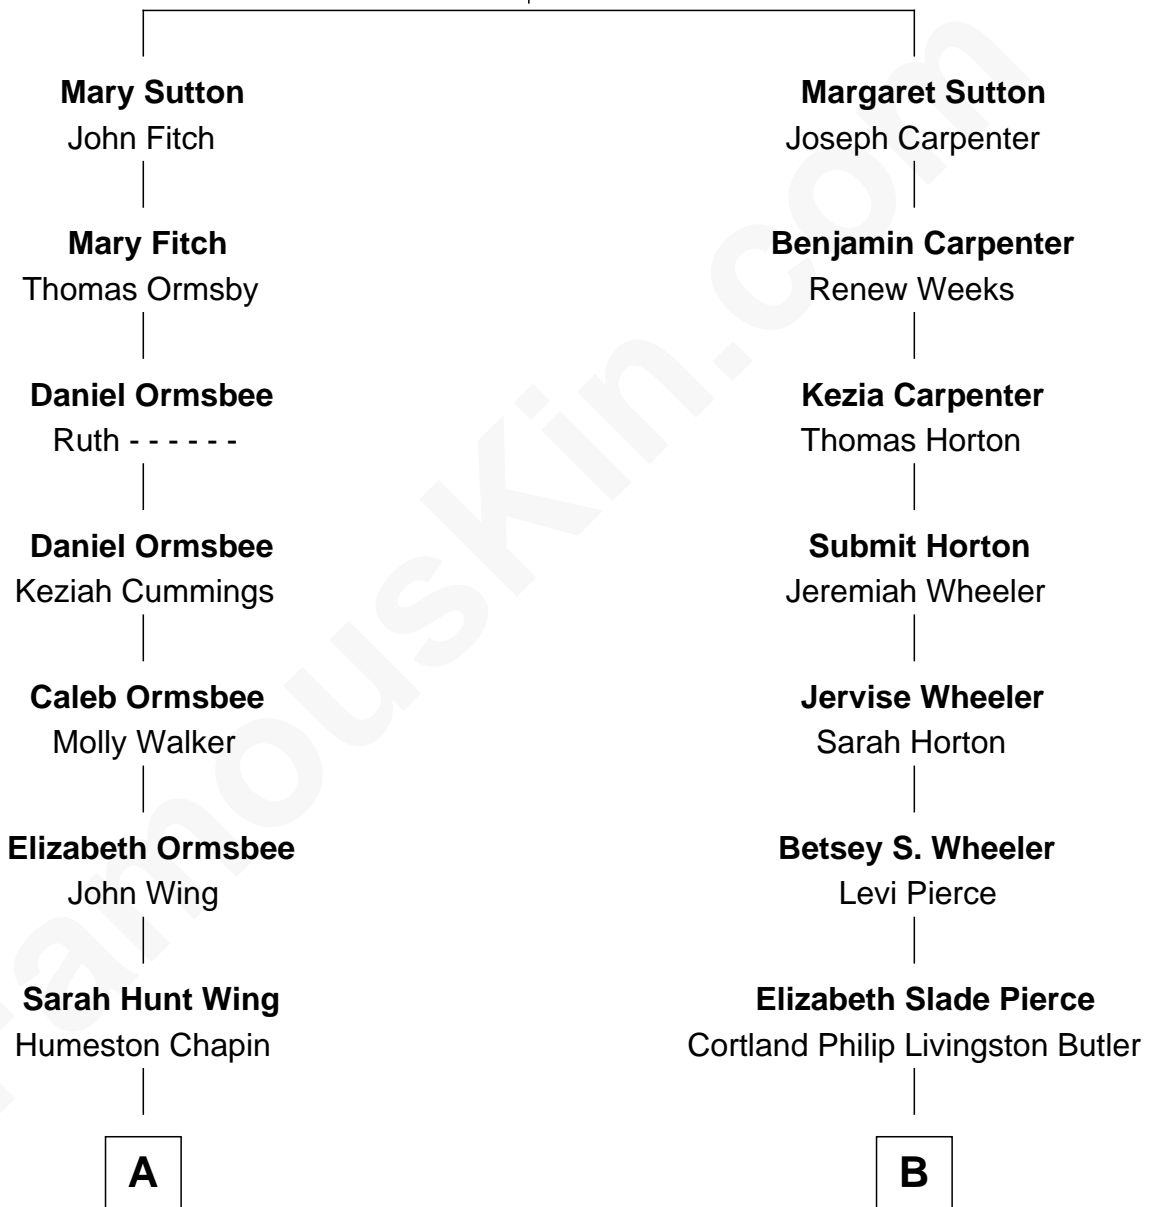 Mary Sutton
John Fitch
Margaret Sutton
Joseph Carpenter
Mary Fitch
Thomas Ormsby
Benjamin Carpenter
Renew Weeks
Daniel Ormsbee
Ruth - - - - - -
Kezia Carpenter
Thomas Horton
Daniel Ormsbee
Keziah Cummings
Submit Horton
Jeremiah Wheeler
Caleb Ormsbee
Molly Walker
Jervise Wheeler
Sarah Horton
Elizabeth Ormsbee
John Wing
Betsey S. Wheeler
Levi Pierce
Sarah Hunt Wing
Humeston Chapin
Elizabeth Slade Pierce
Cortland Philip Livingston Butler
A
B
FamousKin.com